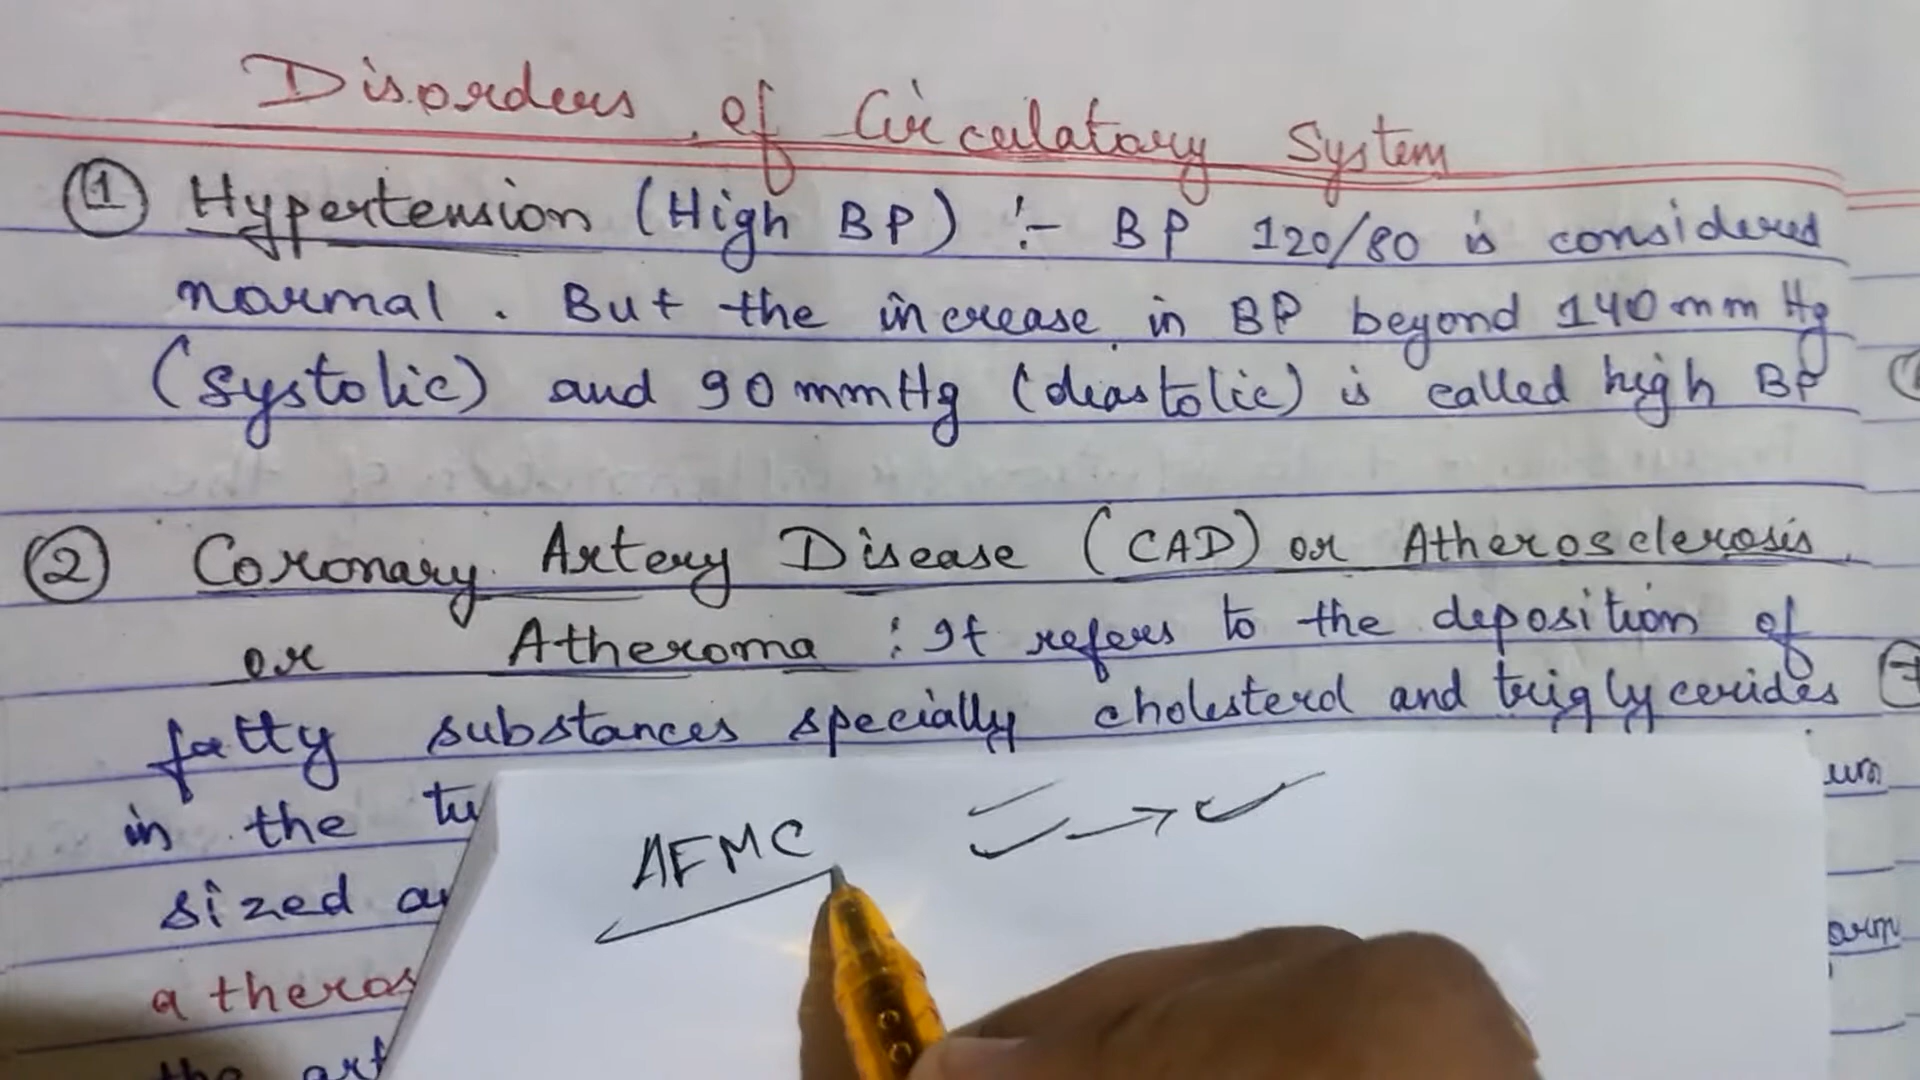 Disorders of Circulatory System
① Hypertension (High BP) :- BP 120/80 is considered
normal. But the increase in BP beyond 140 mm Hg
(systolic) and 90 mmHg (diastolic) is called high BP
② Coronary Artery Disease (CAD) or Atherosclerosis
or Atheroma : It refers to the deposition of
fatty substances specially cholesterol and triglycerides
in the
sized
AFMC